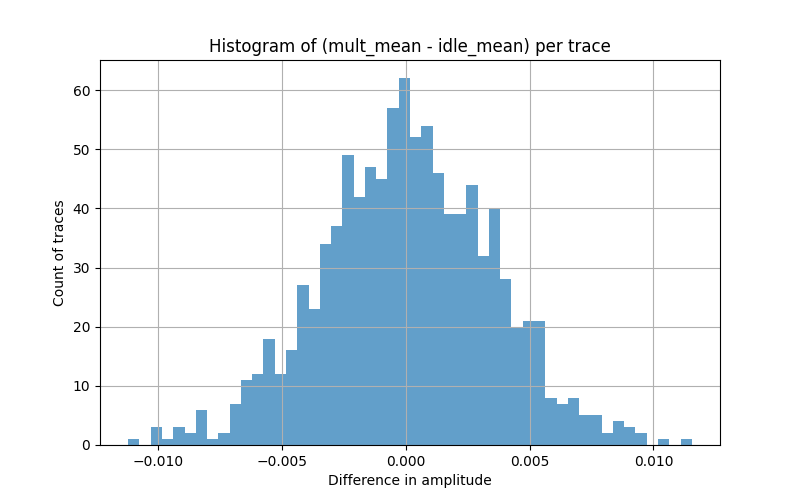 Histogram of (mult_mean - idle_mean) per trace
Count of traces
60
50
40
30
20
10
0
−0.010 −0.005 0.000 0.005 0.010
Difference in amplitude